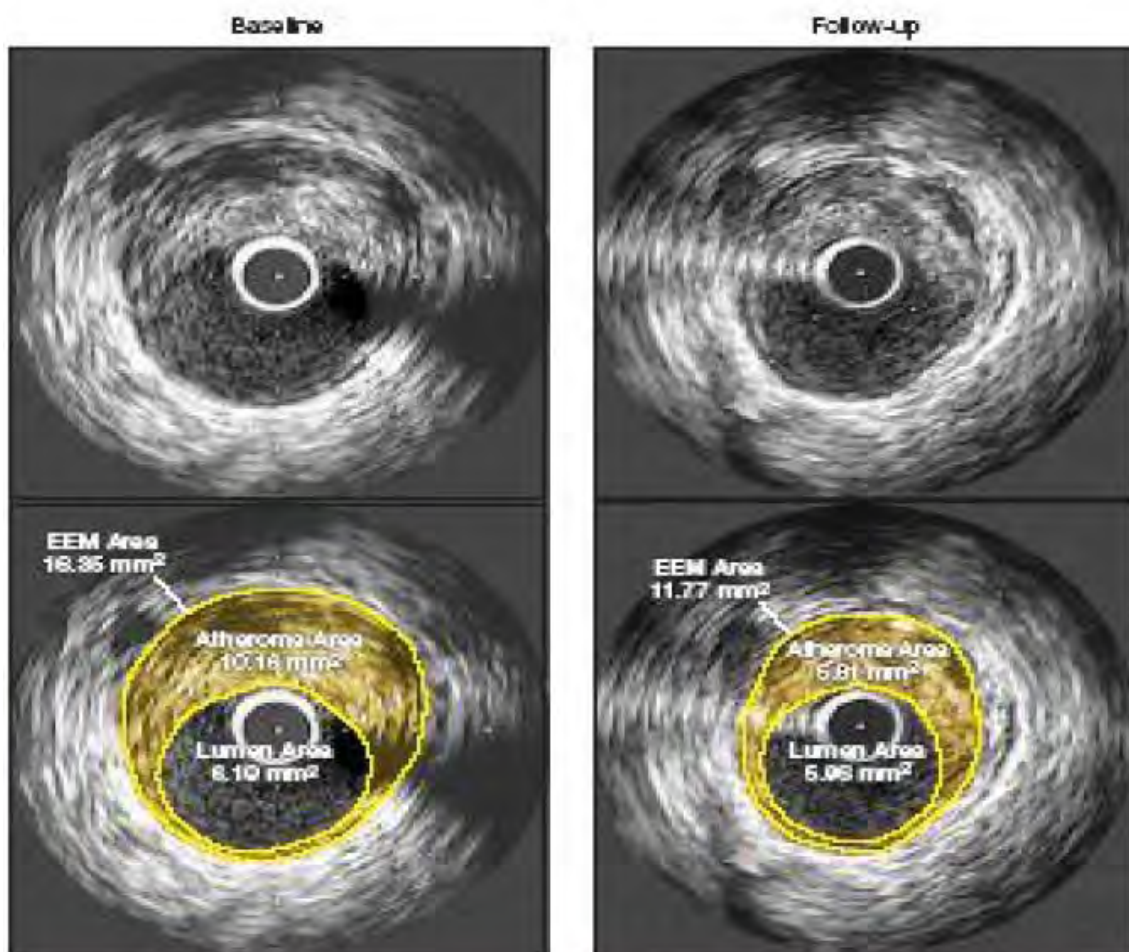 Baseline
Follow-up
EEM Area
16.35 mm²
Atheroma Area
10.16 mm²
Lumen Area
6.19 mm²
EEM Area
11.77 mm²
Atheroma Area
5.81 mm²
Lumen Area
5.96 mm²